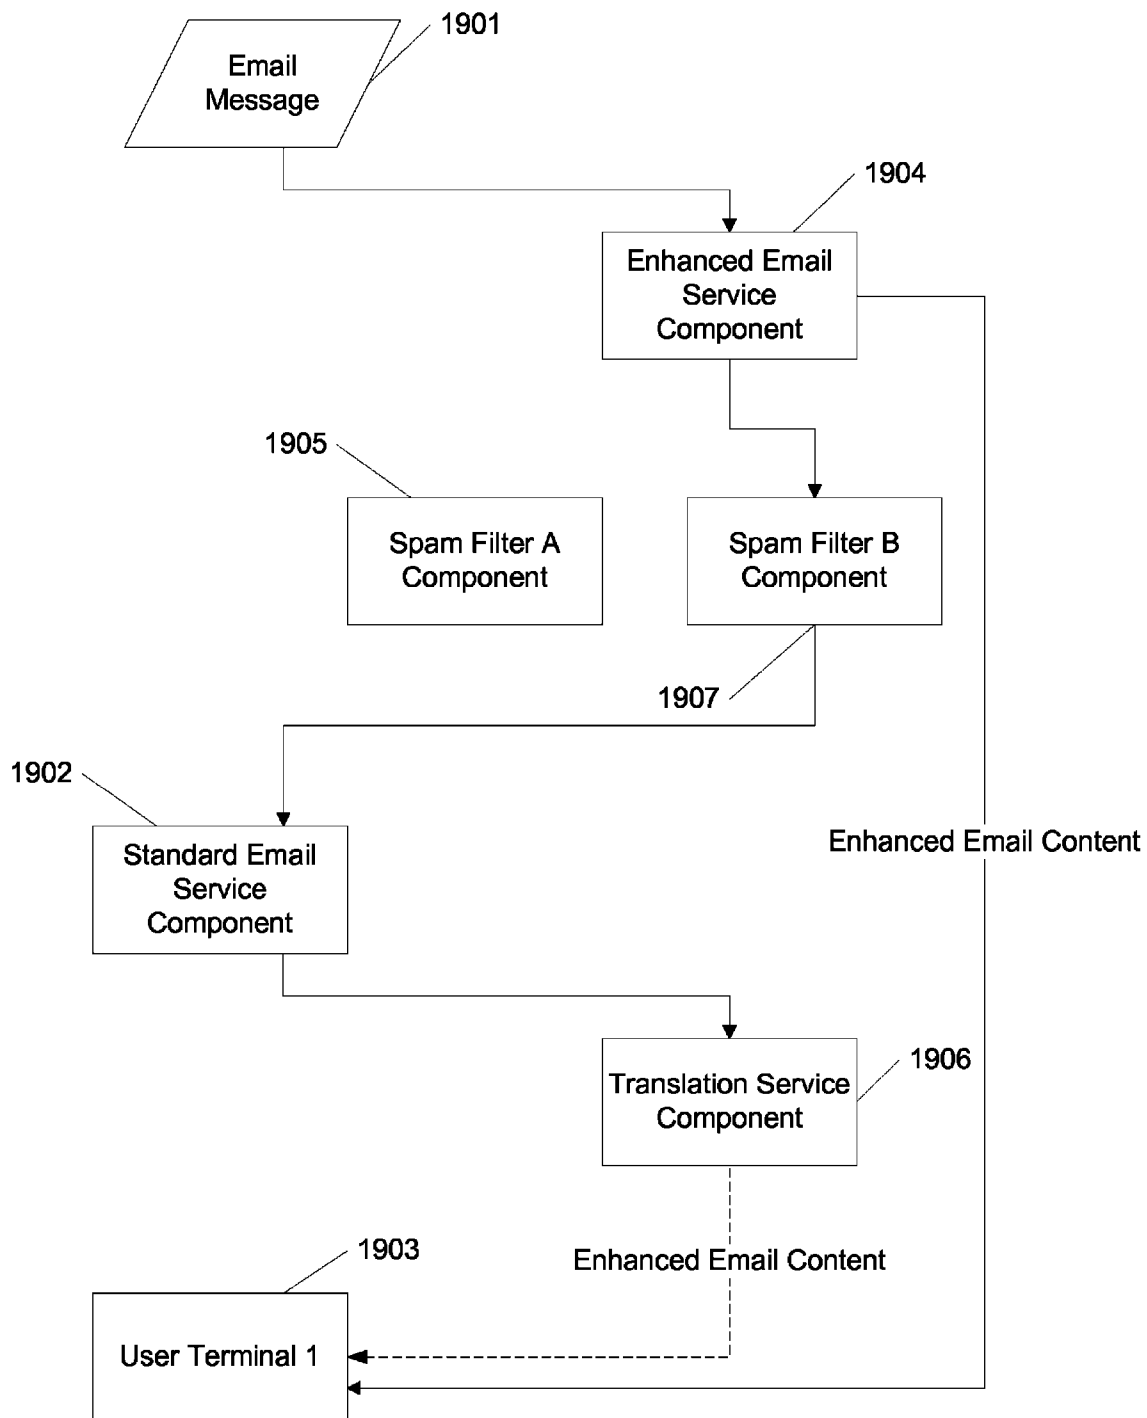 1901
Email
Message
1904
Enhanced Email
Service
Component
1905
Spam Filter A
Component
Spam Filter B
Component
1907
1902
Standard Email
Service
Component
Enhanced Email Content
Translation Service
Component
1906
1903
Enhanced Email Content
User Terminal 1